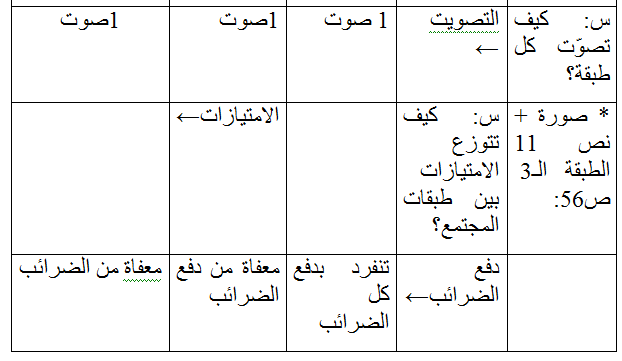 س: كيف
تصوّت كل
طبقة؟
التصويت
←
1 صوت
1صوت
1صوت
* صورة +
نص 11
الطبقة الـ3
ص56:
س: كيف
تتوزع
الامتيازات
بين طبقات
المجتمع؟
الامتيازات←
دفع
الضرائب←
تنفرد بدفع
كل
الضرائب
معفاة من دفع
الضرائب
معفاة من الضرائب